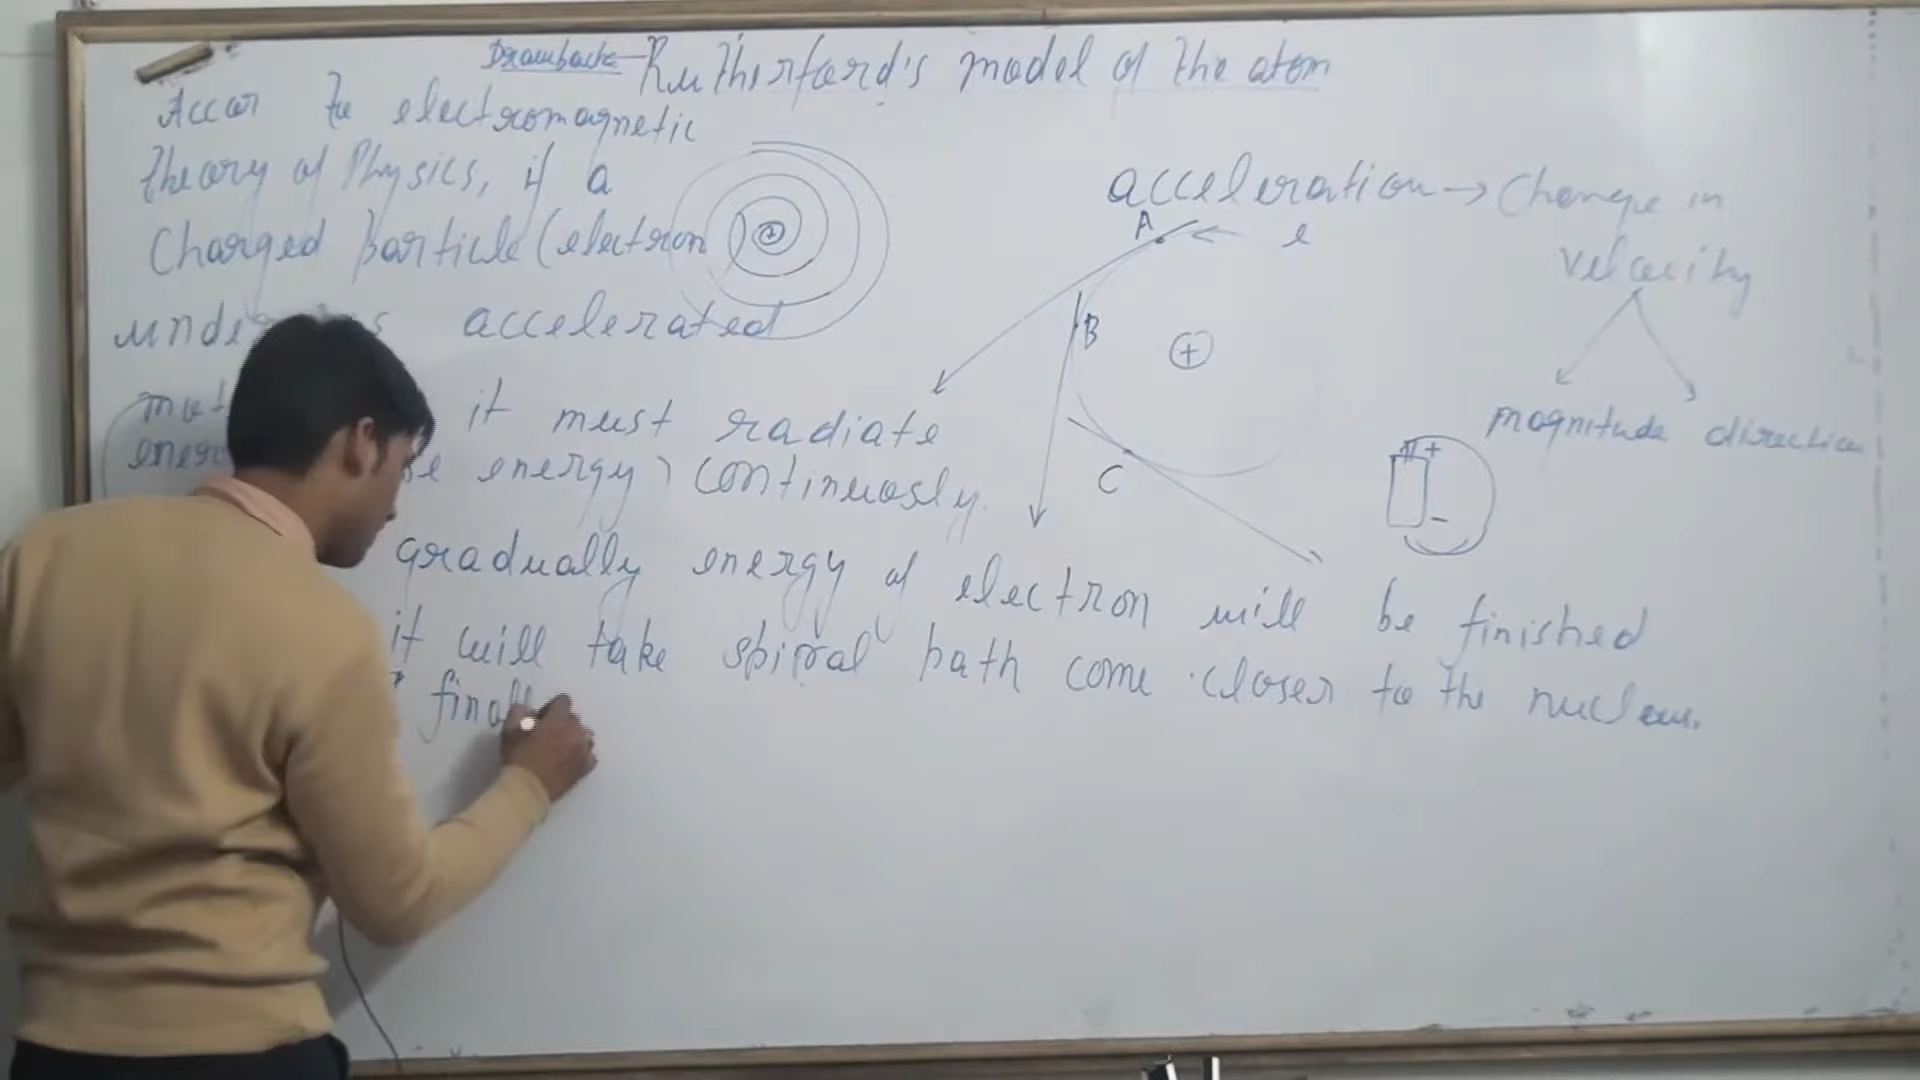 Drawback Rutherford's model of the atom
Accor to electromagnetic
theory of Physics, if a
Charged particle (electron)
accelerated
it must radiate
energy) continuosly.
gradually energy of electron will be finished
it will take spiral path come closer to the nucleus.
acceleration → Change in
velocity
magnitude direction
A
e
B
C
+
+
+
-